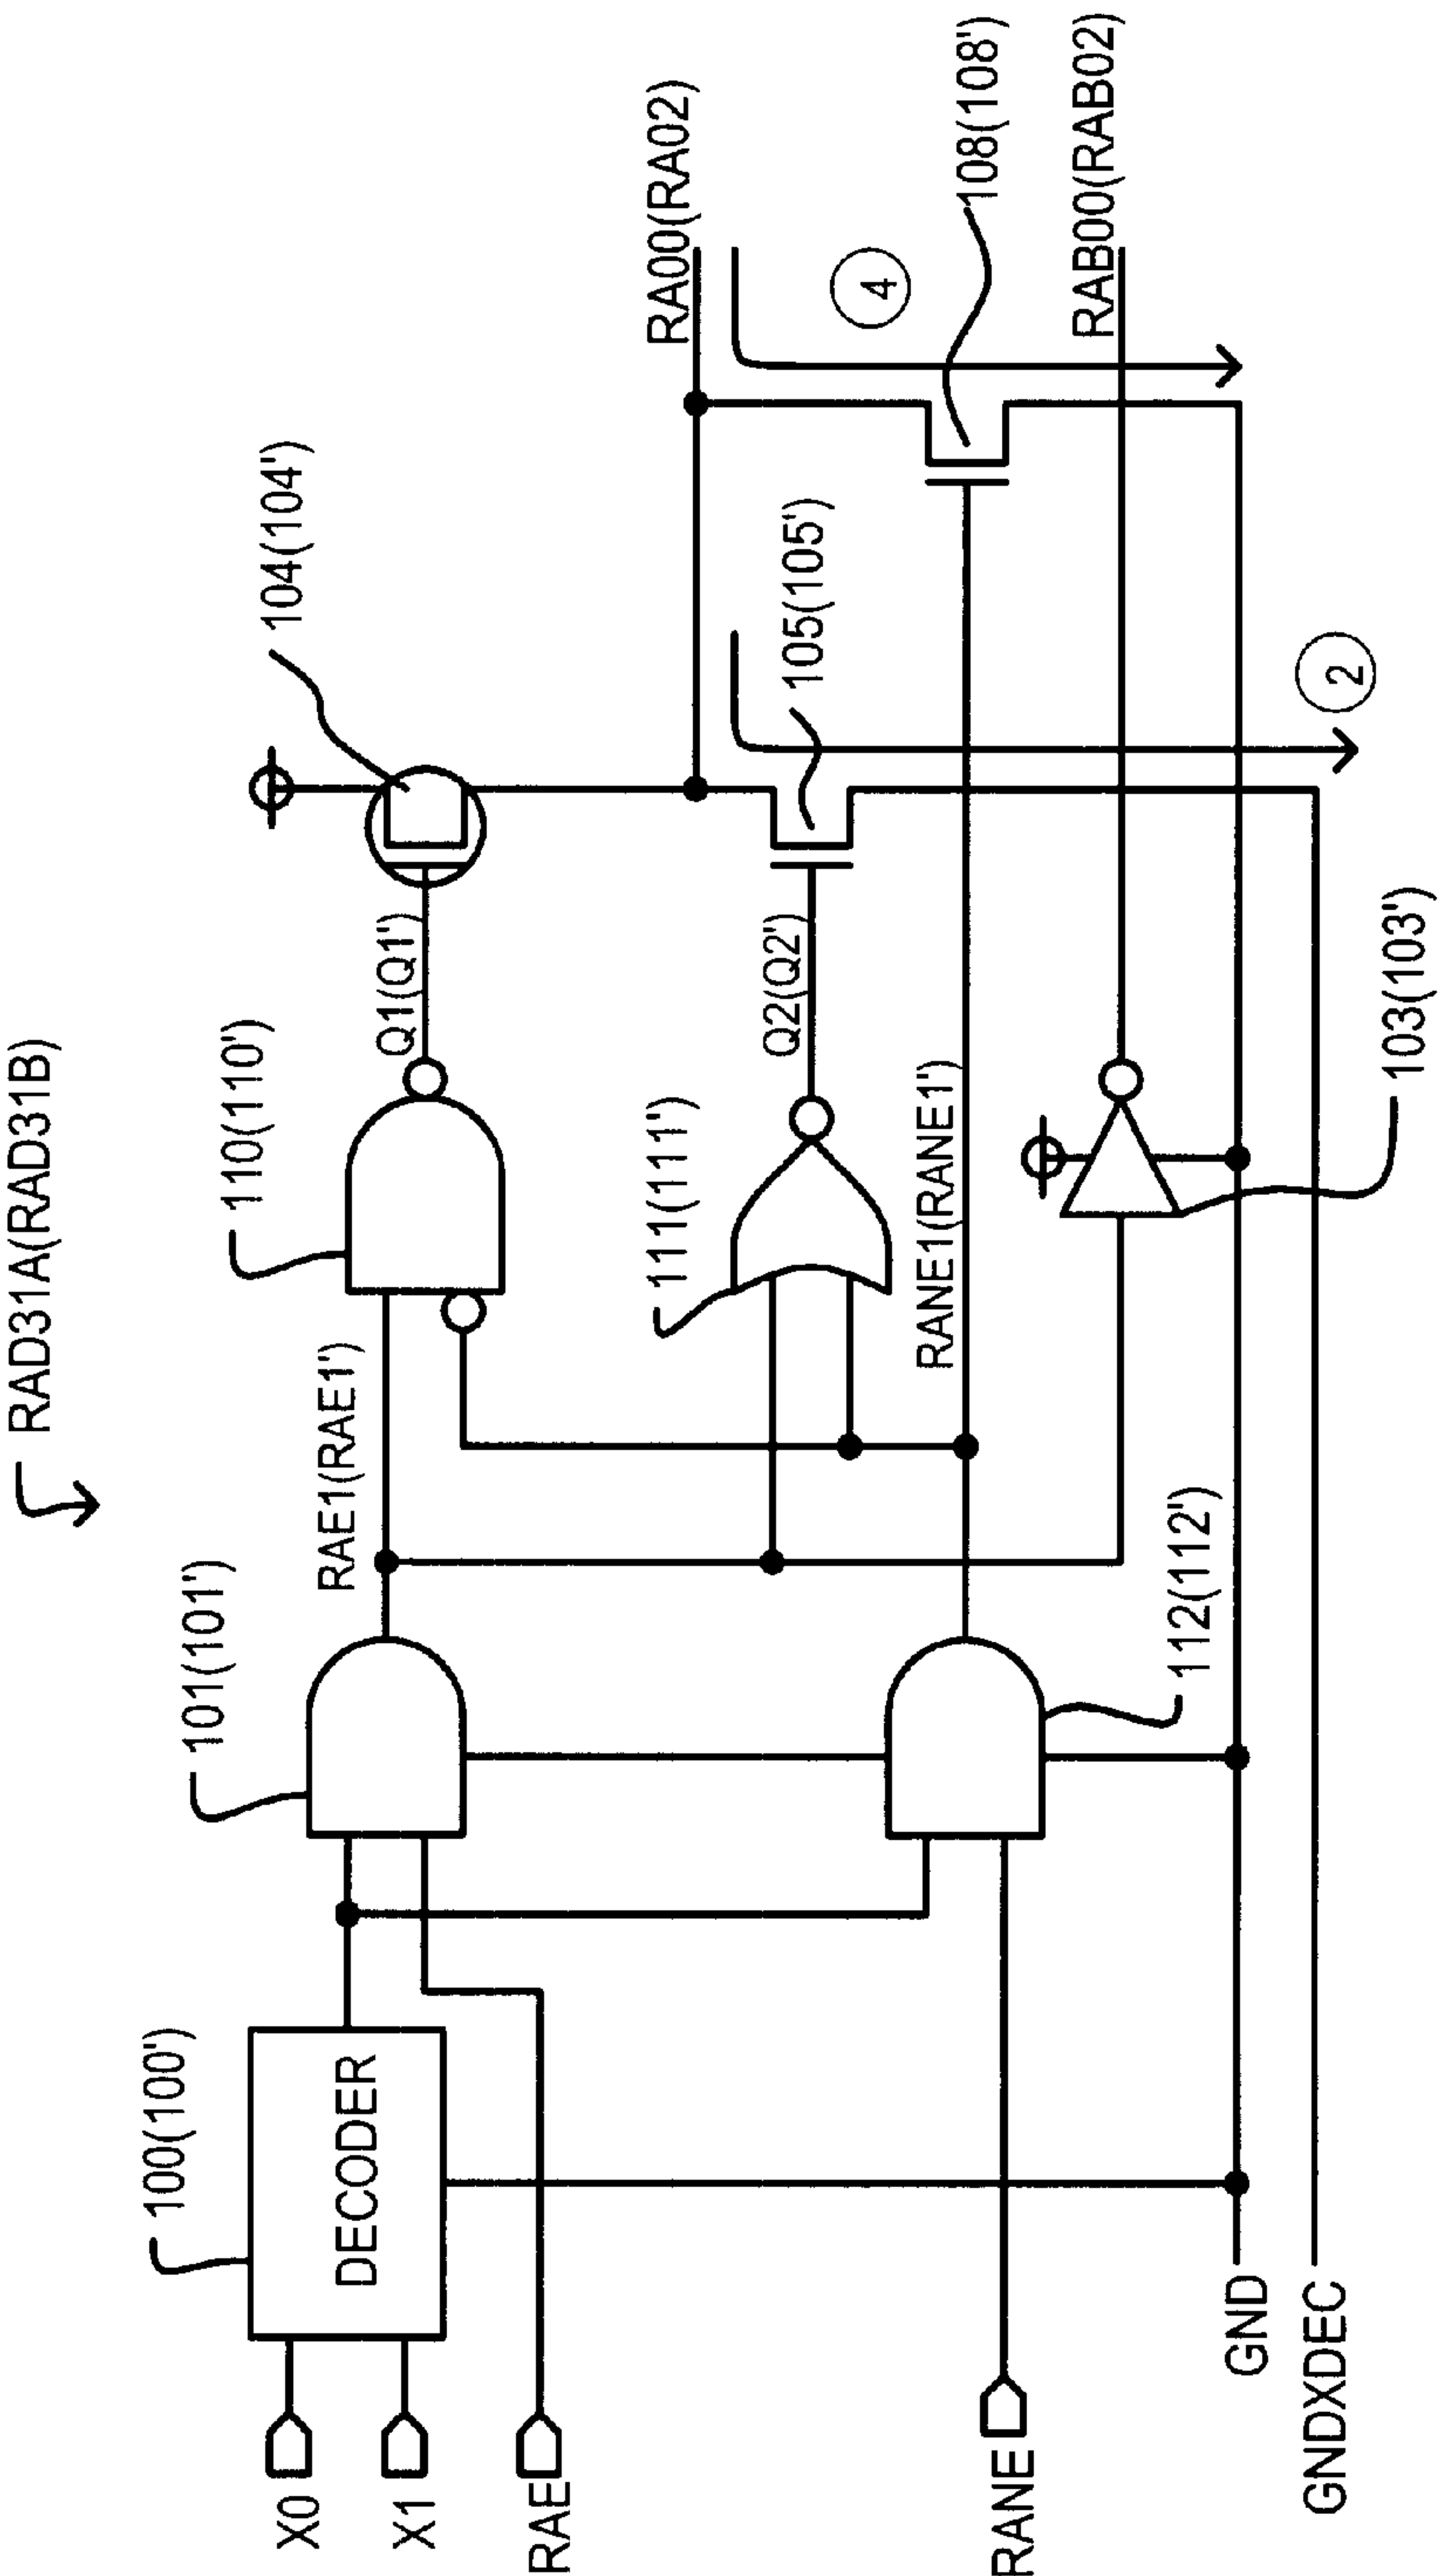 RAD31A(RAD31B)
100(100')
101(101')
110(110')
104(104')
X0
X1
DECODER
RAE1(RAE1')
Q1(Q1')
RAE
111(111')
Q2(Q2')
105(105')
RA00(RA02)
4
108(108')
RANE1(RANE1')
RANE
112(112')
RAB00(RAB02)
GND
GNDXDEC
103(103')
2